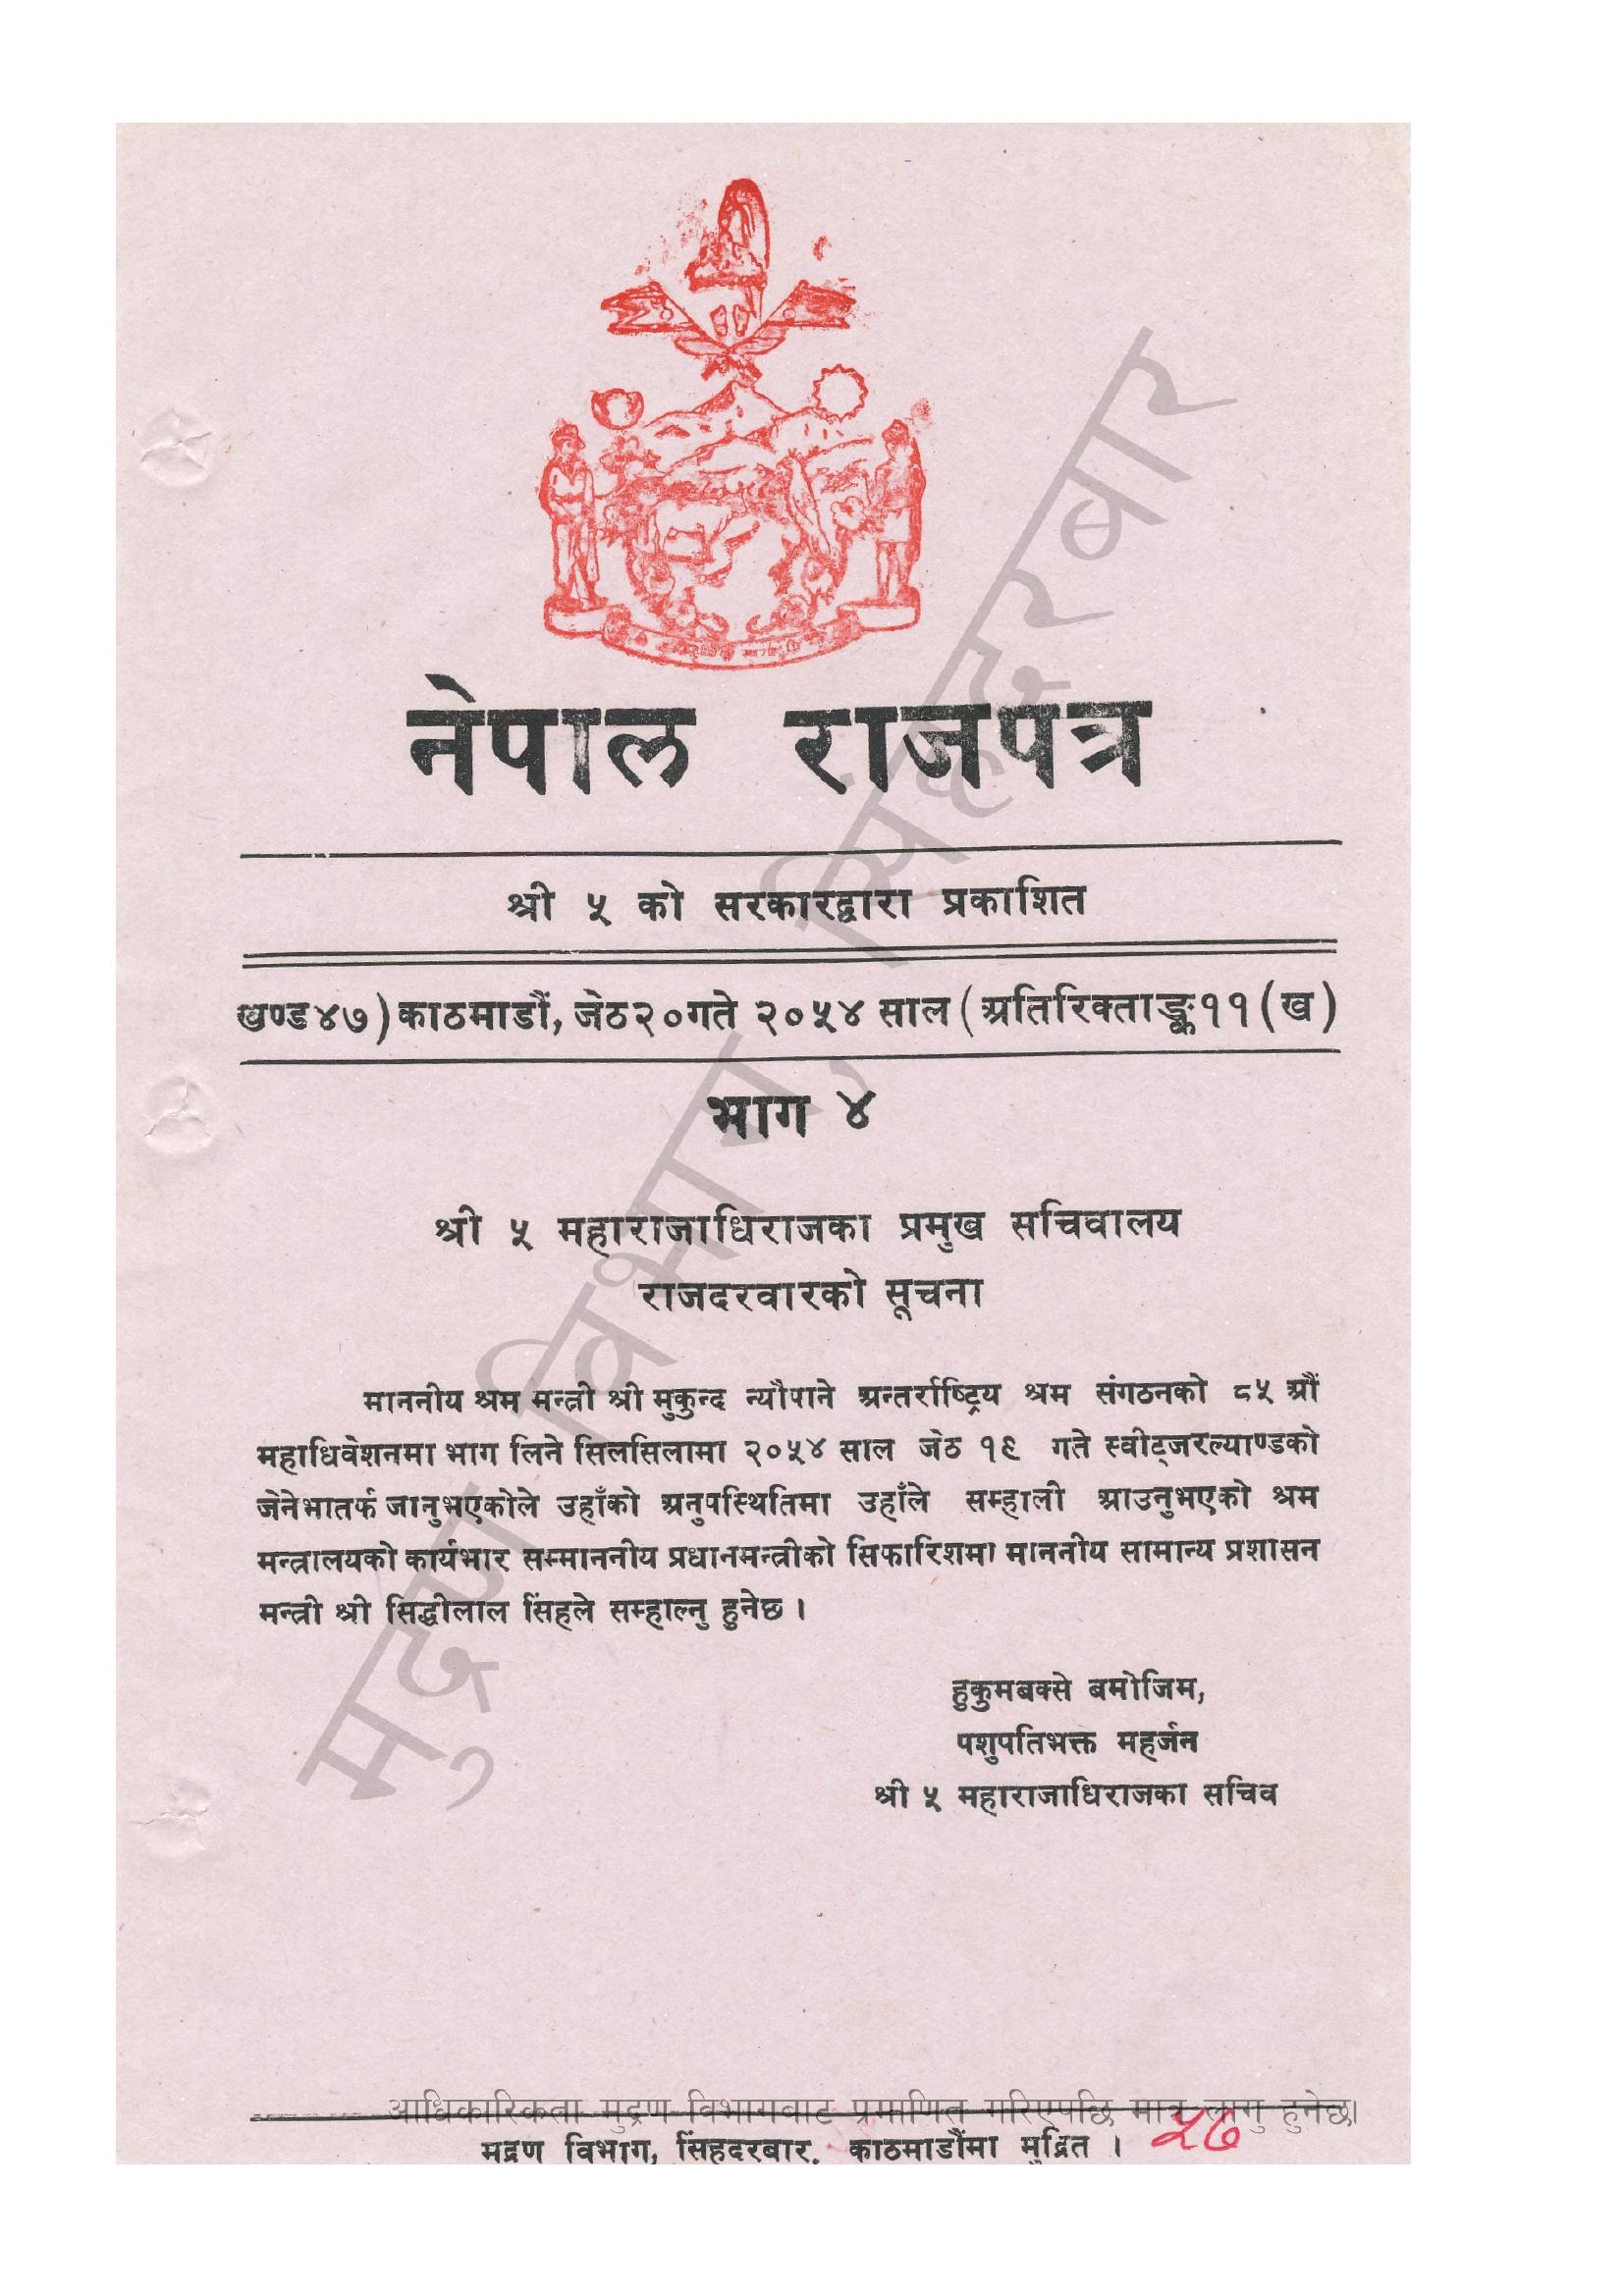 नेपाल राजपत्र
श्री ५ को सरकारद्वारा प्रकाशित
खण्ड ४७) काठमाडौं, जेठ २० गते २०५४ साल (अतिरिक्ताङ्क ११ (ख)
भाग ४
श्री ५ महाराजाधिराजका प्रमुख सचिवालय
राजदरवारको सूचना
माननीय श्रम मन्त्री श्री मुकुन्द न्यौपाने अन्तर्राष्ट्रिय श्रम संगठनको ८५ औं
महाधिवेशनमा भाग लिने सिलसिलामा २०५४ साल जेठ १९ गते स्वीट्जरल्याण्डको
जेनेभातर्फ जानुभएकोले उहाँको अनुपस्थितिमा उहाँले सम्हाली आउनुभएको श्रम
मन्त्रालयको कार्यभार सम्माननीय प्रधानमन्त्रीको सिफारिशमा माननीय सामान्य प्रशासन
मन्त्री श्री सिद्धीलाल सिंहले सम्हाल्नु हुनेछ ।
हुकुमबक्से बमोजिम,
पशुपतिभक्त महर्जन
श्री ५ महाराजाधिराजका सचिव
मुद्रण विभाग, सिंहदरवार
आधिकारिकता मुद्रण विभागवाट प्रमाणित गरिएपछि मात्र लागु हुनेछ।
मुद्रण विभाग, सिंहदरबार, काठमाडौंमा मुद्रित ।
५७